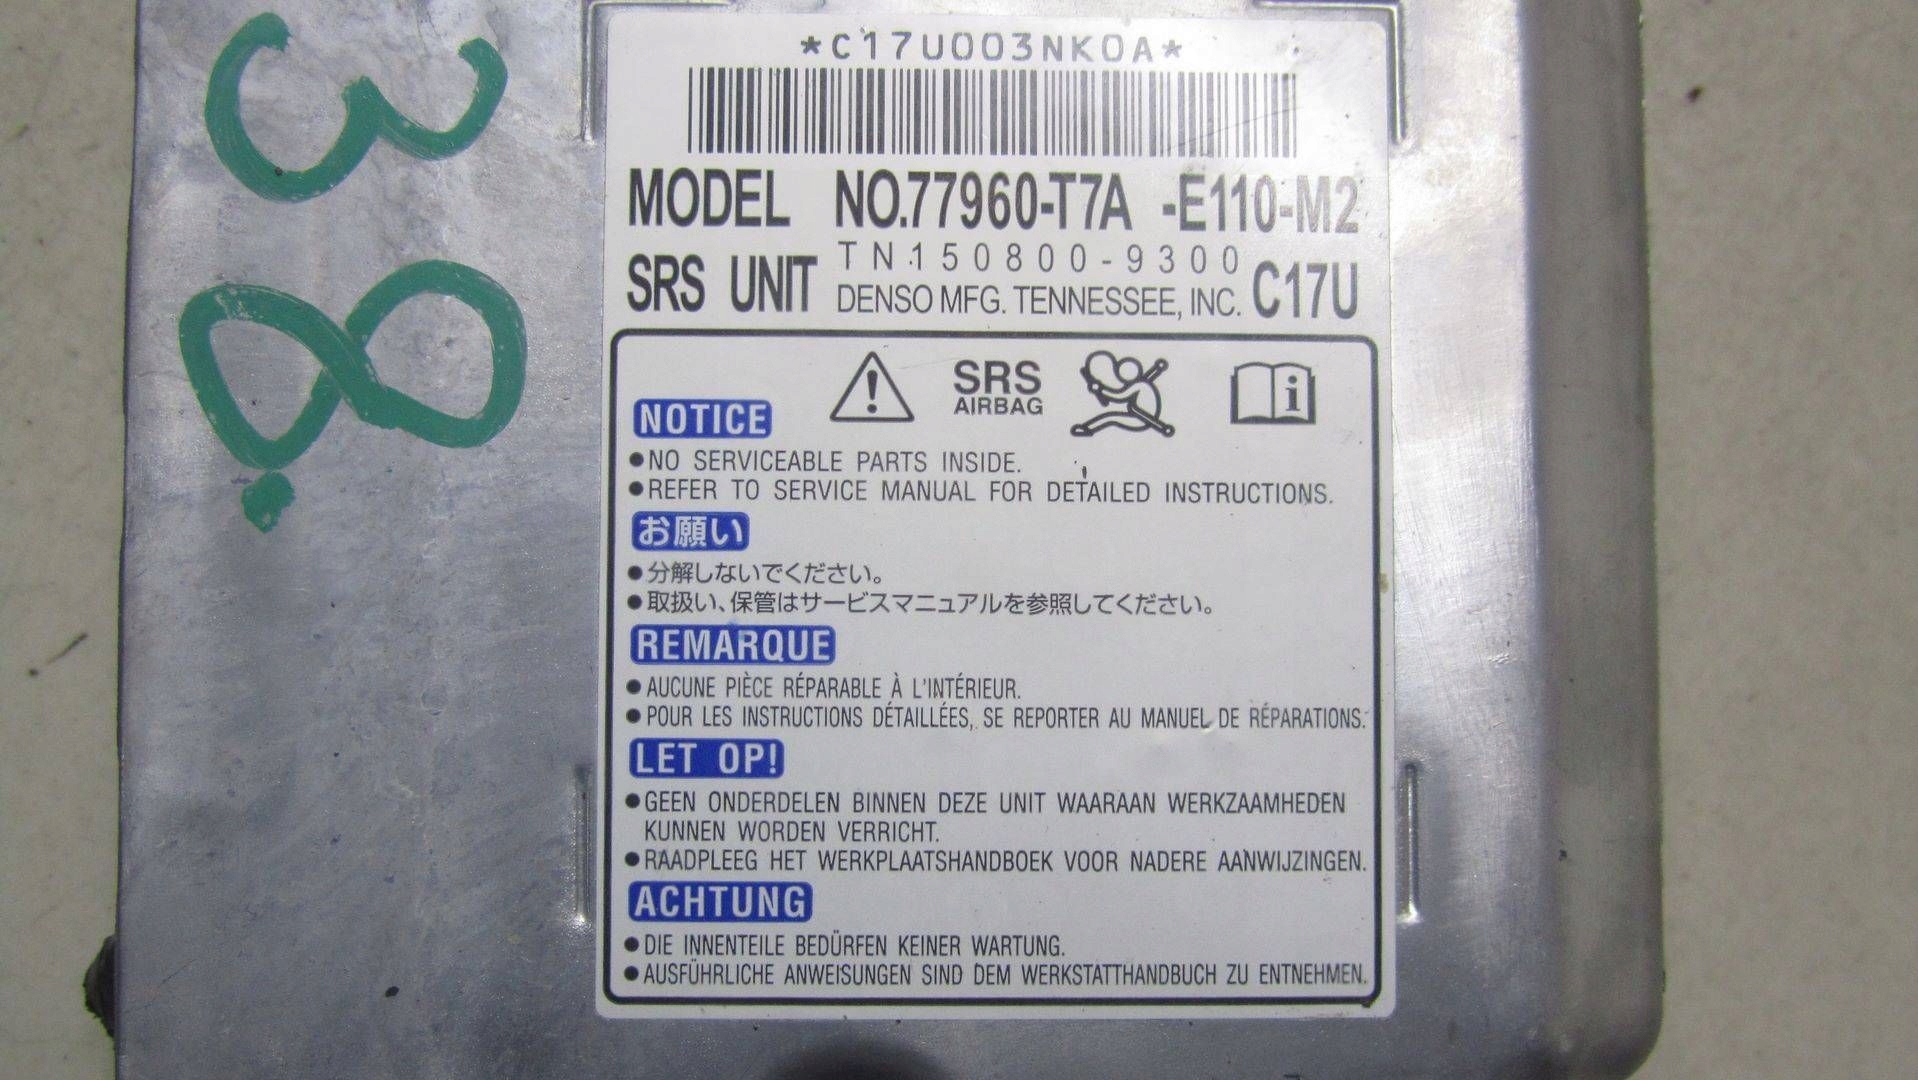 *C17U003NK0A*
MODEL NO.77960-T7A -E110-M2
SRS UNIT TN150800-9300 C17U
DENSO MFG. TENNESSEE, INC.
SRS
AIRBAG
NOTICE
●NO SERVICEABLE PARTS INSIDE.
●REFER TO SERVICE MANUAL FOR DETAILED INSTRUCTIONS.
お願い
●分解しないでください。
●取扱い、保管はサービスマニュアルを参照してください。
REMARQUE
●AUCUNE PIÈCE RÉPARABLE À L'INTÉRIEUR.
●POUR LES INSTRUCTIONS DÉTAILLÉES, SE REPORTER AU MANUEL DE RÉPARATIONS.
LET OP!
●GEEN ONDERDELEN BINNEN DEZE UNIT WAARAAN WERKZAAMHEDEN
KUNNEN WORDEN VERRICHT.
●RAADPLEEG HET WERKPLAATSHANDBOEK VOOR NADERE AANWIJZINGEN.
ACHTUNG
●DIE INNENTEILE BEDÜRFEN KEINER WARTUNG.
●AUSFÜHRLICHE ANWEISUNGEN SIND DEM WERKSTATTHANDBUCH ZU ENTNEHMEN.
38.